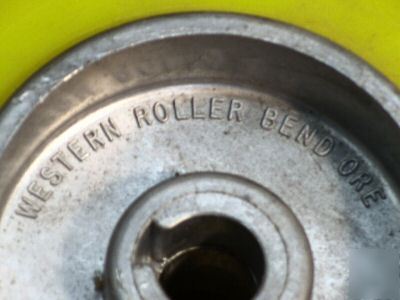 WESTERN ROLLER BEND ORE